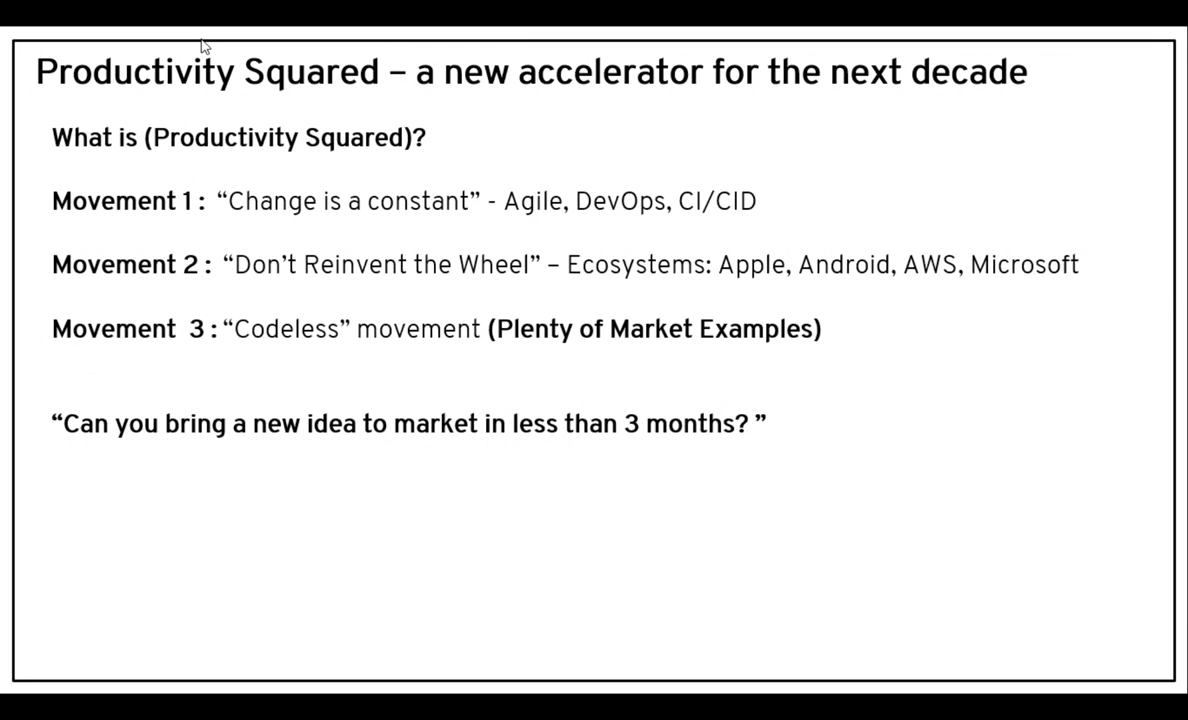 Productivity Squared – a new accelerator for the next decade
What is (Productivity Squared)?
Movement 1 : “Change is a constant” - Agile, DevOps, CI/CID
Movement 2 : “Don’t Reinvent the Wheel” – Ecosystems: Apple, Android, AWS, Microsoft
Movement  3 : “Codeless” movement (Plenty of Market Examples)
“Can you bring a new idea to market in less than 3 months? ”